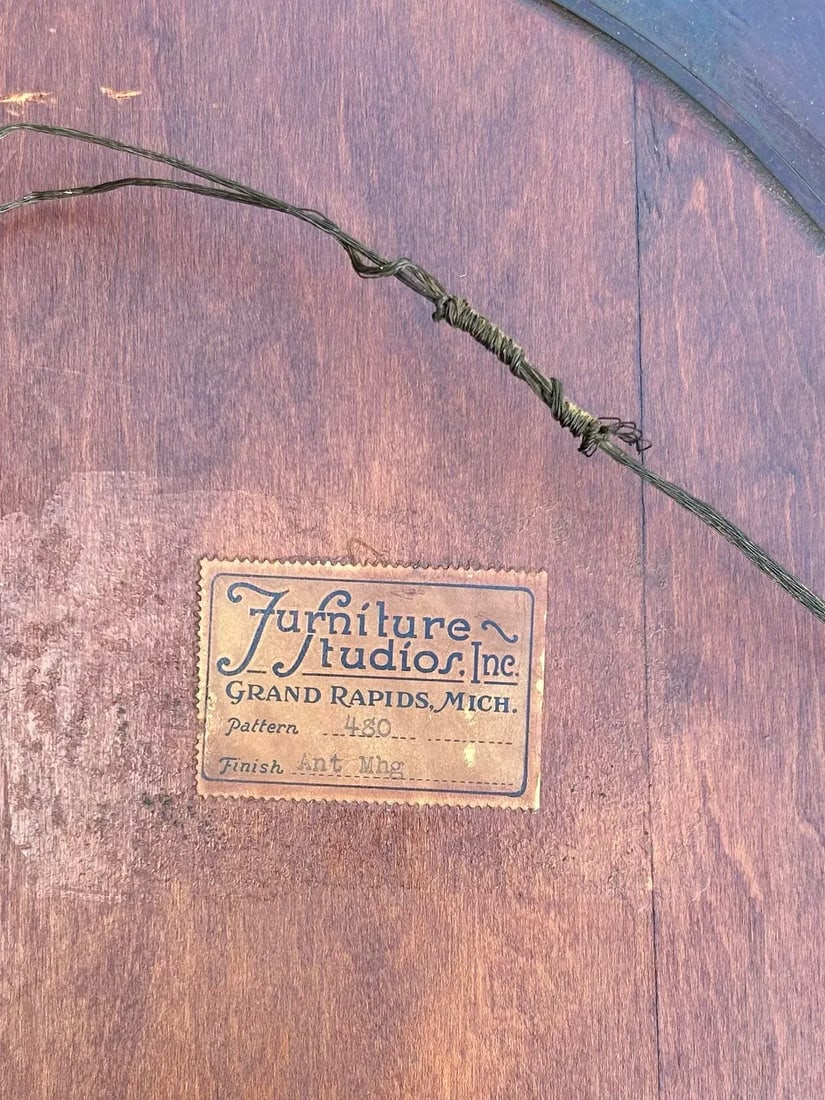 Furniture~
Studios, Inc.
GRAND RAPIDS, MICH.
Pattern 480
Finish Ant Mhg